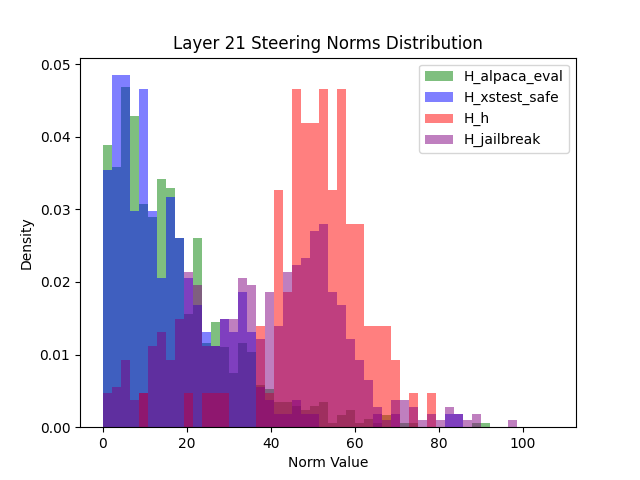 Layer 21 Steering Norms Distribution
H_alpaca_eval
H_xstest_safe
H_h
H_jailbreak
Density
0.05
0.04
0.03
0.02
0.01
0.00
0 20 40 60 80 100
Norm Value